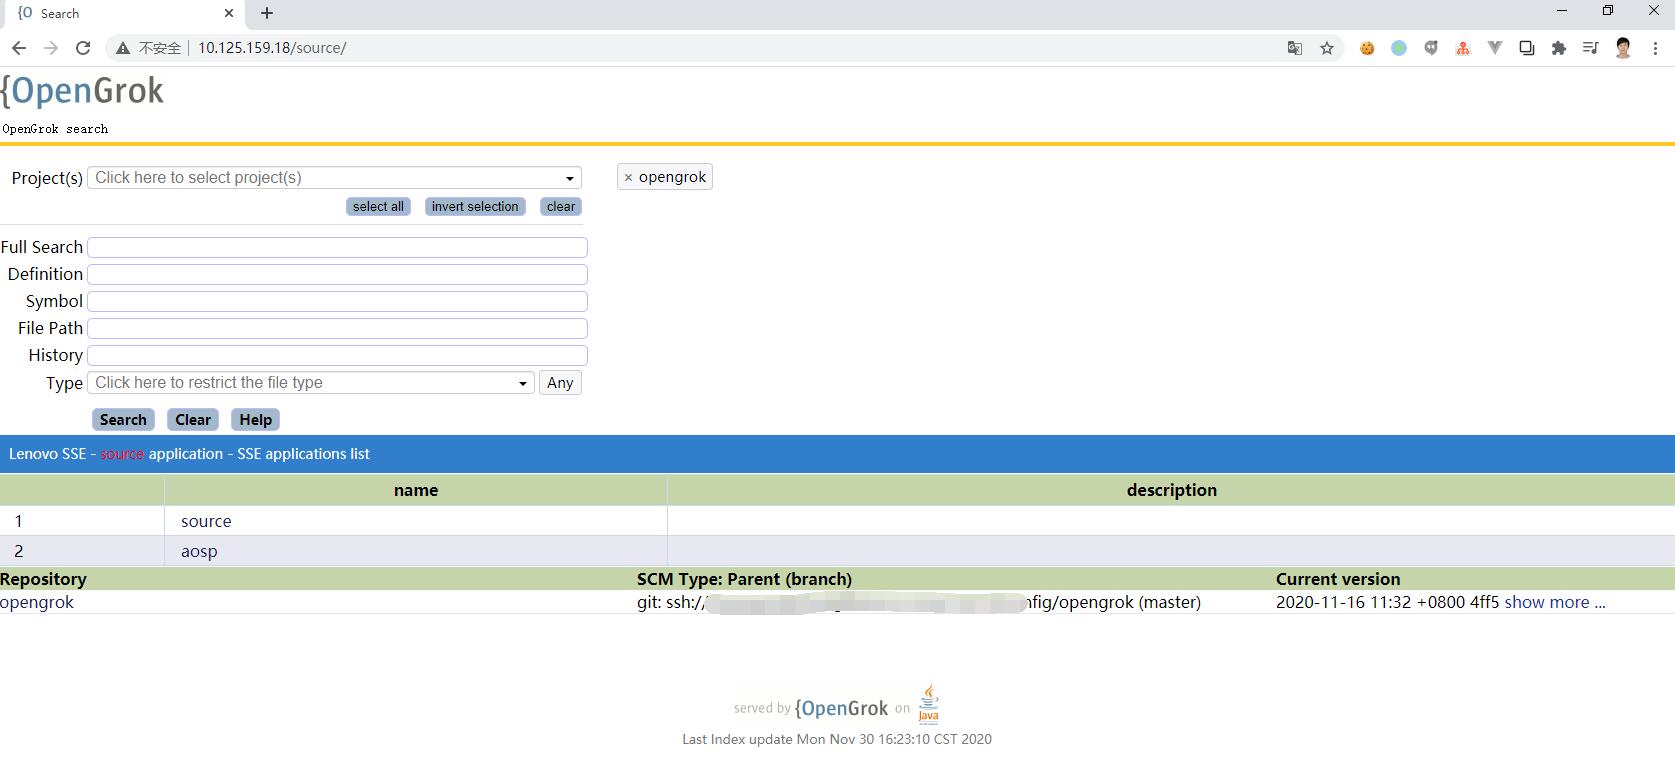 {O Search
不安全 10.125.159.18/source/
{OpenGrok
OpenGrok search
Project(s) Click here to select project(s) × opengrok
select all invert selection clear
Full Search
Definition
Symbol
File Path
History
Type Click here to restrict the file type Any
Search Clear Help
Lenovo SSE - source application - SSE applications list
name description
1 source
2 aosp
Repository SCM Type: Parent (branch) Current version
opengrok git: ssh:// nfig/opengrok (master) 2020-11-16 11:32 +0800 4ff5 show more ...
served by {OpenGrok on Java
Last Index update Mon Nov 30 16:23:10 CST 2020